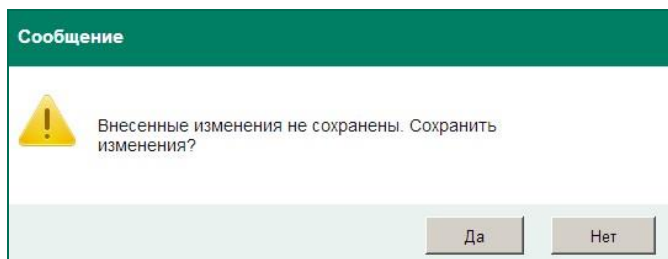 Сообщение
Внесенные изменения не сохранены. Сохранить
изменения?
Да Нет